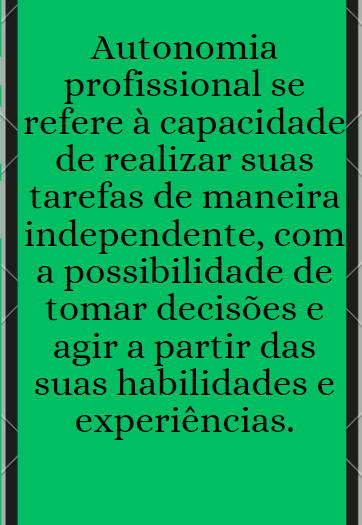 Autonomia
profissional se
refere à capacidade
de realizar suas
tarefas de maneira
independente, com
a possibilidade de
tomar decisões e
agir a partir das
suas habilidades e
experiências.